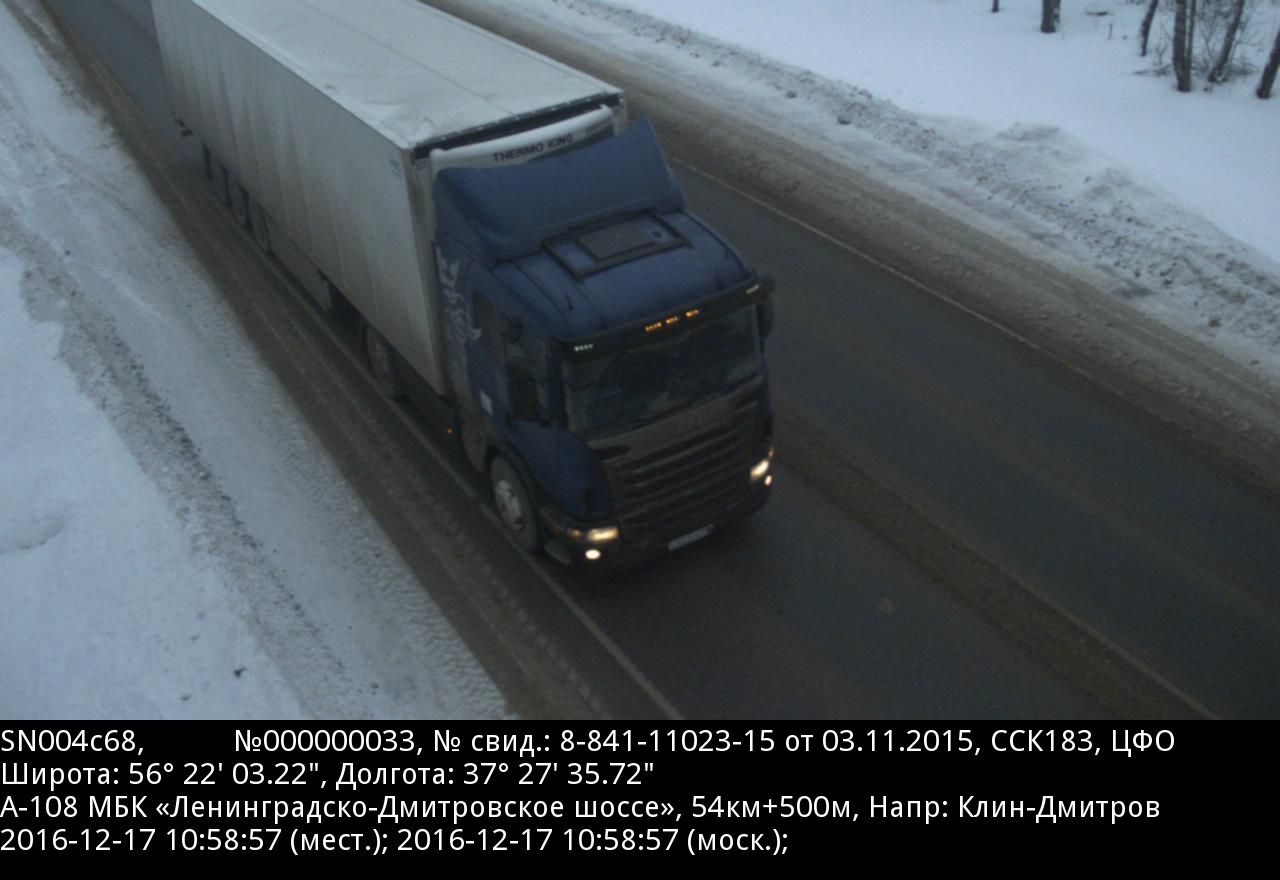 THERMO KING
SN004c68, №000000033, № свид.: 8-841-11023-15 от 03.11.2015, ССК183, ЦФО
Широта: 56° 22' 03.22", Долгота: 37° 27' 35.72"
А-108 МБК «Ленинградско-Дмитровское шоссе», 54км+500м, Напр: Клин-Дмитров
2016-12-17 10:58:57 (мест.); 2016-12-17 10:58:57 (моск.);